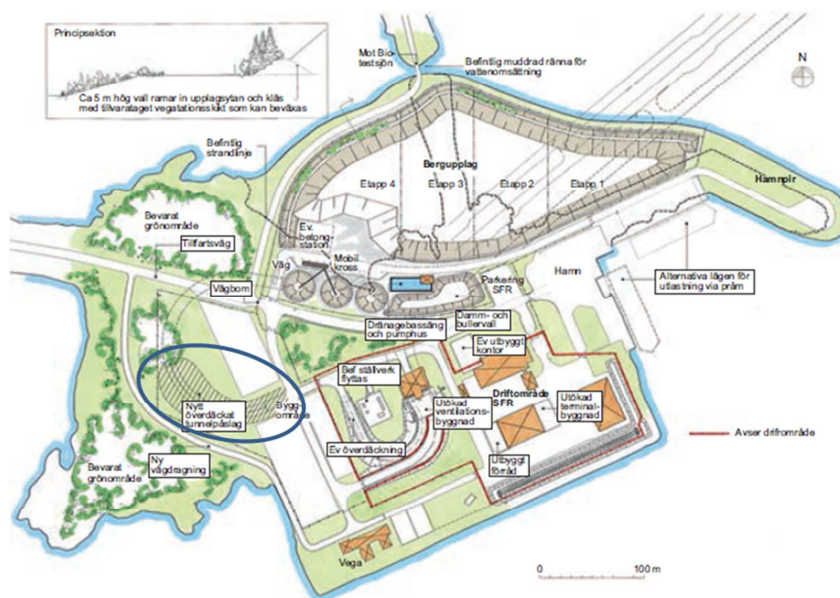 Principsektion
Ca 5 m hög vall ramar in upplagsytan och kläs
med tillvarataget vegatationsskikt som kan beväxas
Mot Bio-
testsjön
Befintlig muddrad ränna för
vattenomsättning
N
Befintlig
strandlinje
Bergupplag
Etapp 4
Etapp 3
Etapp 2
Etapp 1
Hamnpir
Bevarat
grönområde
Tillfartsväg
Ev.
betong-
station
Väg
Mobil
kross
Vägbom
Parkering
SFR
Hamn
Alternativa lägen för
utlastning via pråm
Dränagebassäng
och pumphus
Damm- och
bullervall
Ev utbyggt
kontor
Bef ställverk
flyttas
Driftområde
SFR
Utökad
ventilations-
byggnad
Utökad
terminal-
byggnad
Nytt
överdäckat
tunnelpåslag
Bygg-
område
Ev överdäckning
Utbyggt
förråd
Avser drifrområde
Bevarat
grönområde
Ny
vägdragning
Vega
0
100 m